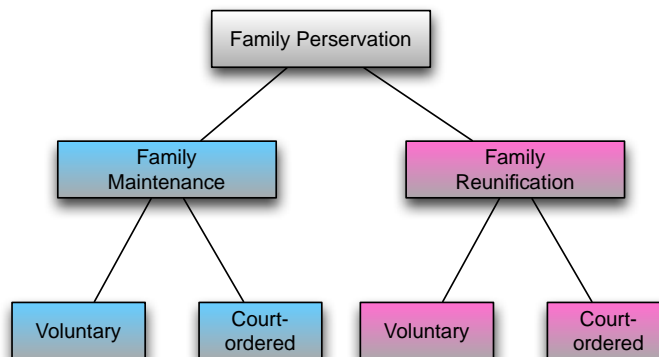 Family Perservation
Family
Maintenance
Family
Reunification
Voluntary
Court-
ordered
Voluntary
Court-
ordered